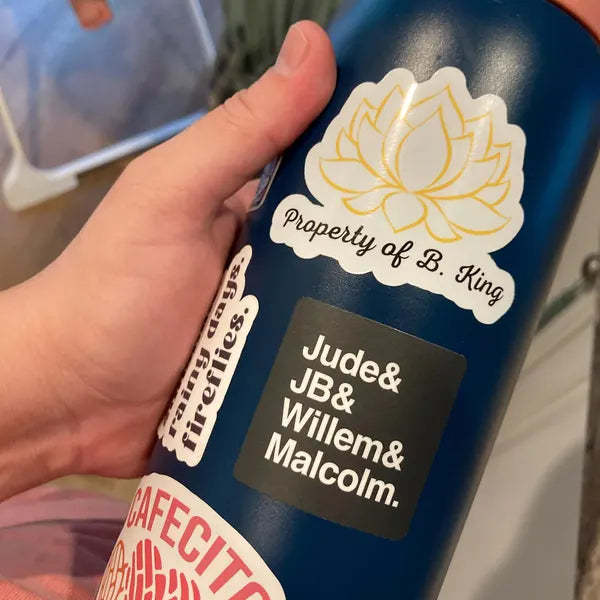 Property of B. King
Jude&
JB&
Willem&
Malcolm.
rainy days.
fireflies.
CAFECITO